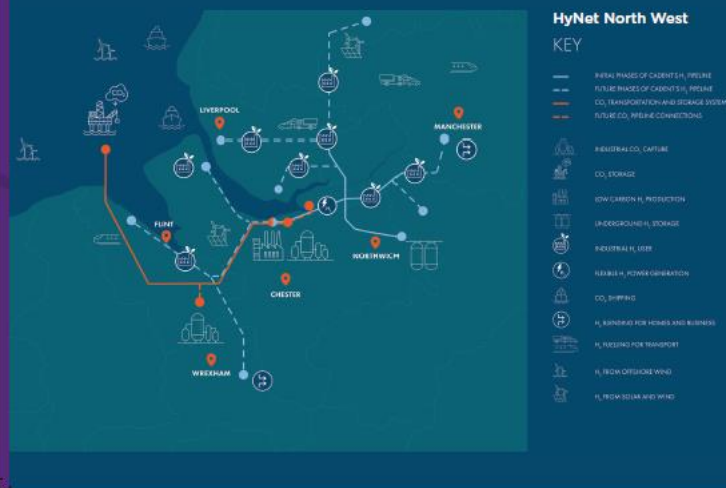 HyNet North West
KEY
INITIAL PHASES OF CADENT'S H₂ PIPELINE
FUTURE PHASES OF CADENT'S H₂ PIPELINE
CO₂ TRANSPORTATION AND STORAGE SYSTEM
FUTURE CO₂ PIPELINE CONNECTIONS
INDUSTRIAL CO₂ CAPTURE
CO₂ STORAGE
LOW CARBON H₂ PRODUCTION
UNDERGROUND H₂ STORAGE
INDUSTRIAL H₂ USER
FLEXIBLE H₂ POWER GENERATION
CO₂ SHIPPING
H₂ BLENDING FOR HOMES AND BUSINESS
H₂ FUELLING FOR TRANSPORT
H₂ FROM OFFSHORE WIND
H₂ FROM SOLAR AND WIND
LIVERPOOL
MANCHESTER
FLINT
NORTHWICH
CHESTER
WREXHAM